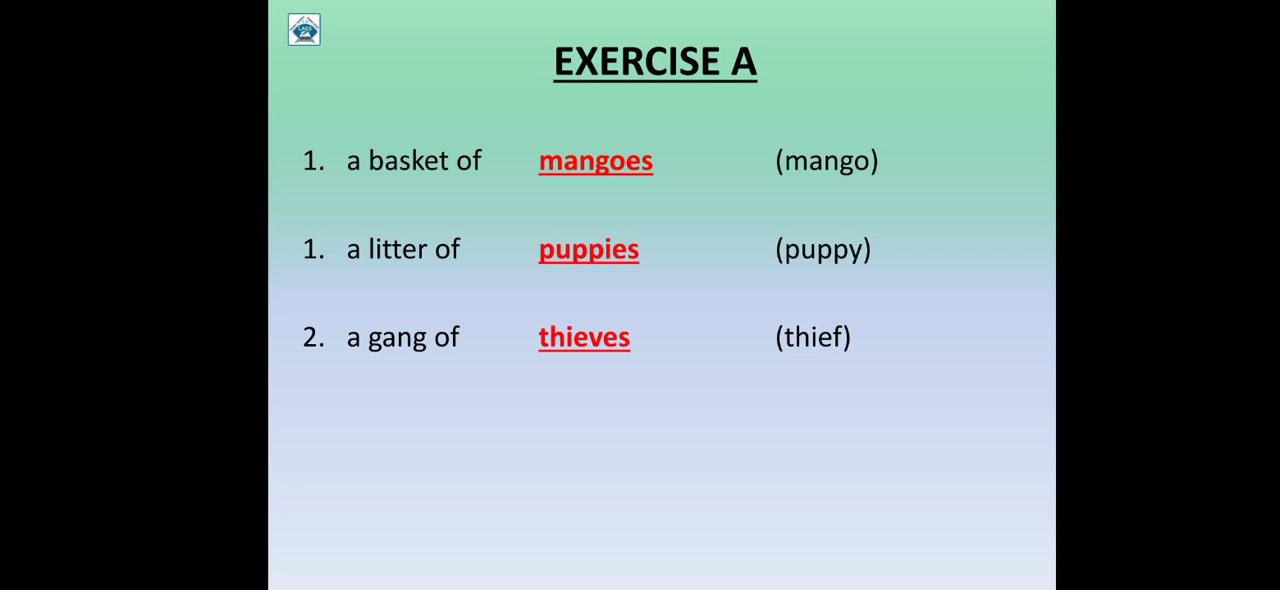 EXERCISE A
1. a basket of mangoes (mango)
1. a litter of puppies (puppy)
2. a gang of thieves (thief)